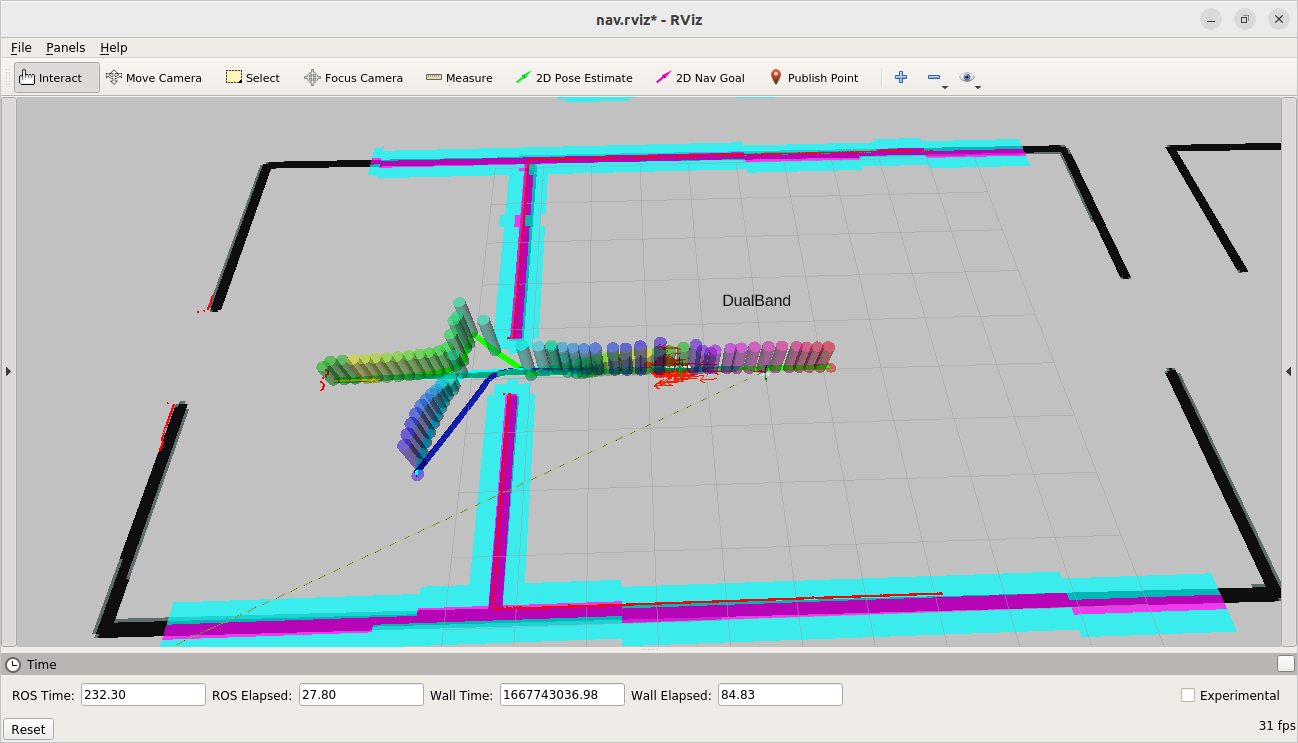 nav.rviz* - RViz
File Panels Help
Interact Move Camera Select Focus Camera Measure 2D Pose Estimate 2D Nav Goal Publish Point
DualBand
Time
ROS Time: 232.30 ROS Elapsed: 27.80 Wall Time: 1667743036.98 Wall Elapsed: 84.83 Experimental
Reset 31 fps